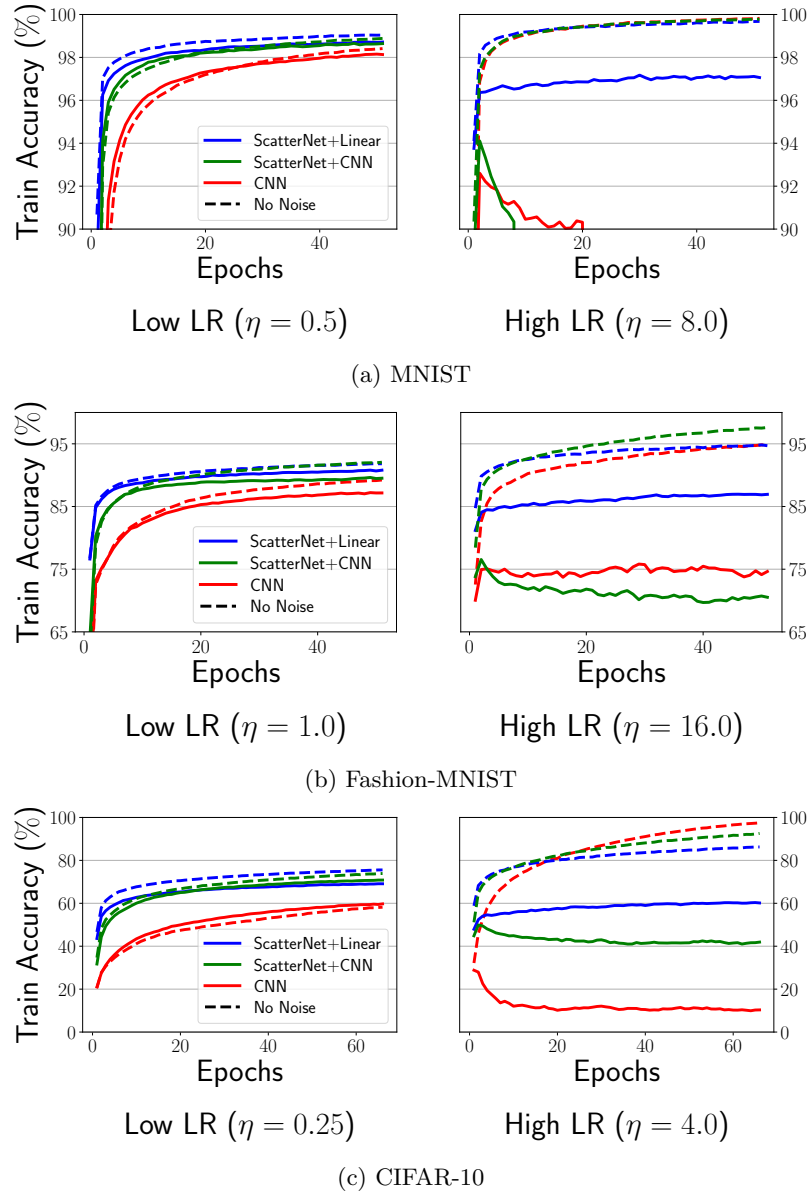 Train Accuracy (%)
100
98
96
94
92
90
0
20
40
Epochs
ScatterNet+Linear
ScatterNet+CNN
CNN
No Noise
100
98
96
94
92
90
0
20
40
Epochs
Low LR (η = 0.5)
High LR (η = 8.0)
(a) MNIST
Train Accuracy (%)
95
85
75
65
0
20
40
Epochs
ScatterNet+Linear
ScatterNet+CNN
CNN
No Noise
95
85
75
65
0
20
40
Epochs
Low LR (η = 1.0)
High LR (η = 16.0)
(b) Fashion-MNIST
Train Accuracy (%)
100
80
60
40
20
0
0
20
40
60
Epochs
ScatterNet+Linear
ScatterNet+CNN
CNN
No Noise
100
80
60
40
20
0
0
20
40
60
Epochs
Low LR (η = 0.25)
High LR (η = 4.0)
(c) CIFAR-10